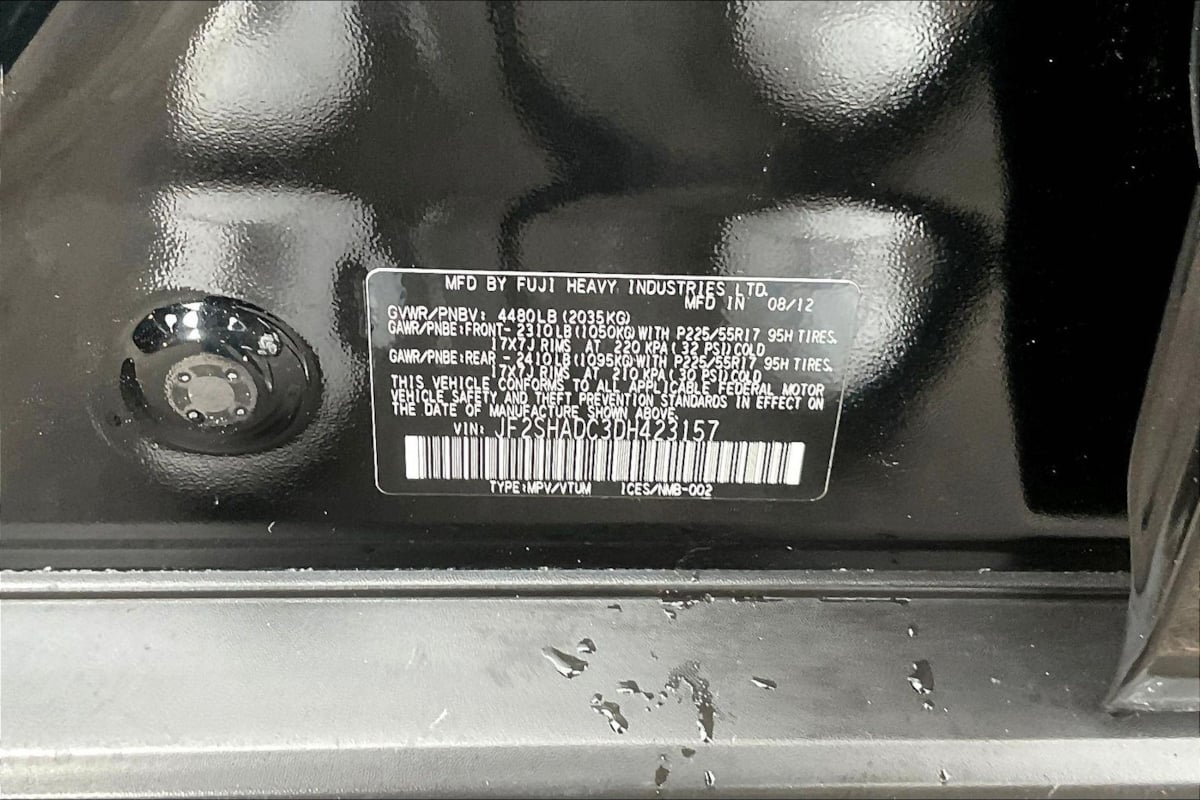 MFD BY FUJI HEAVY INDUSTRIES LTD.
MFD IN 08/12
GVWR/PNBV: 4480LB(2035KG)
GAWR/PNBE:FRONT- 2310LB(1050KG)WITH P225/55R17 95H TIRES.
17X7J RIMS AT 220 KPA(32 PSI)COLD
GAWR/PNBE:REAR - 2410LB(1095KG)WITH P225/55R17 95H TIRES.
17X7J RIMS AT 210 KPA(30 PSI)COLD
THIS VEHICLE CONFORMS TO ALL APPLICABLE FEDERAL MOTOR
VEHICLE SAFETY AND THEFT PREVENTION STANDARDS IN EFFECT ON
THE DATE OF MANUFACTURE SHOWN ABOVE.
VIN: JF2SHADC3DH423157
TYPE:MPV/VTUM ICES/NMB-002